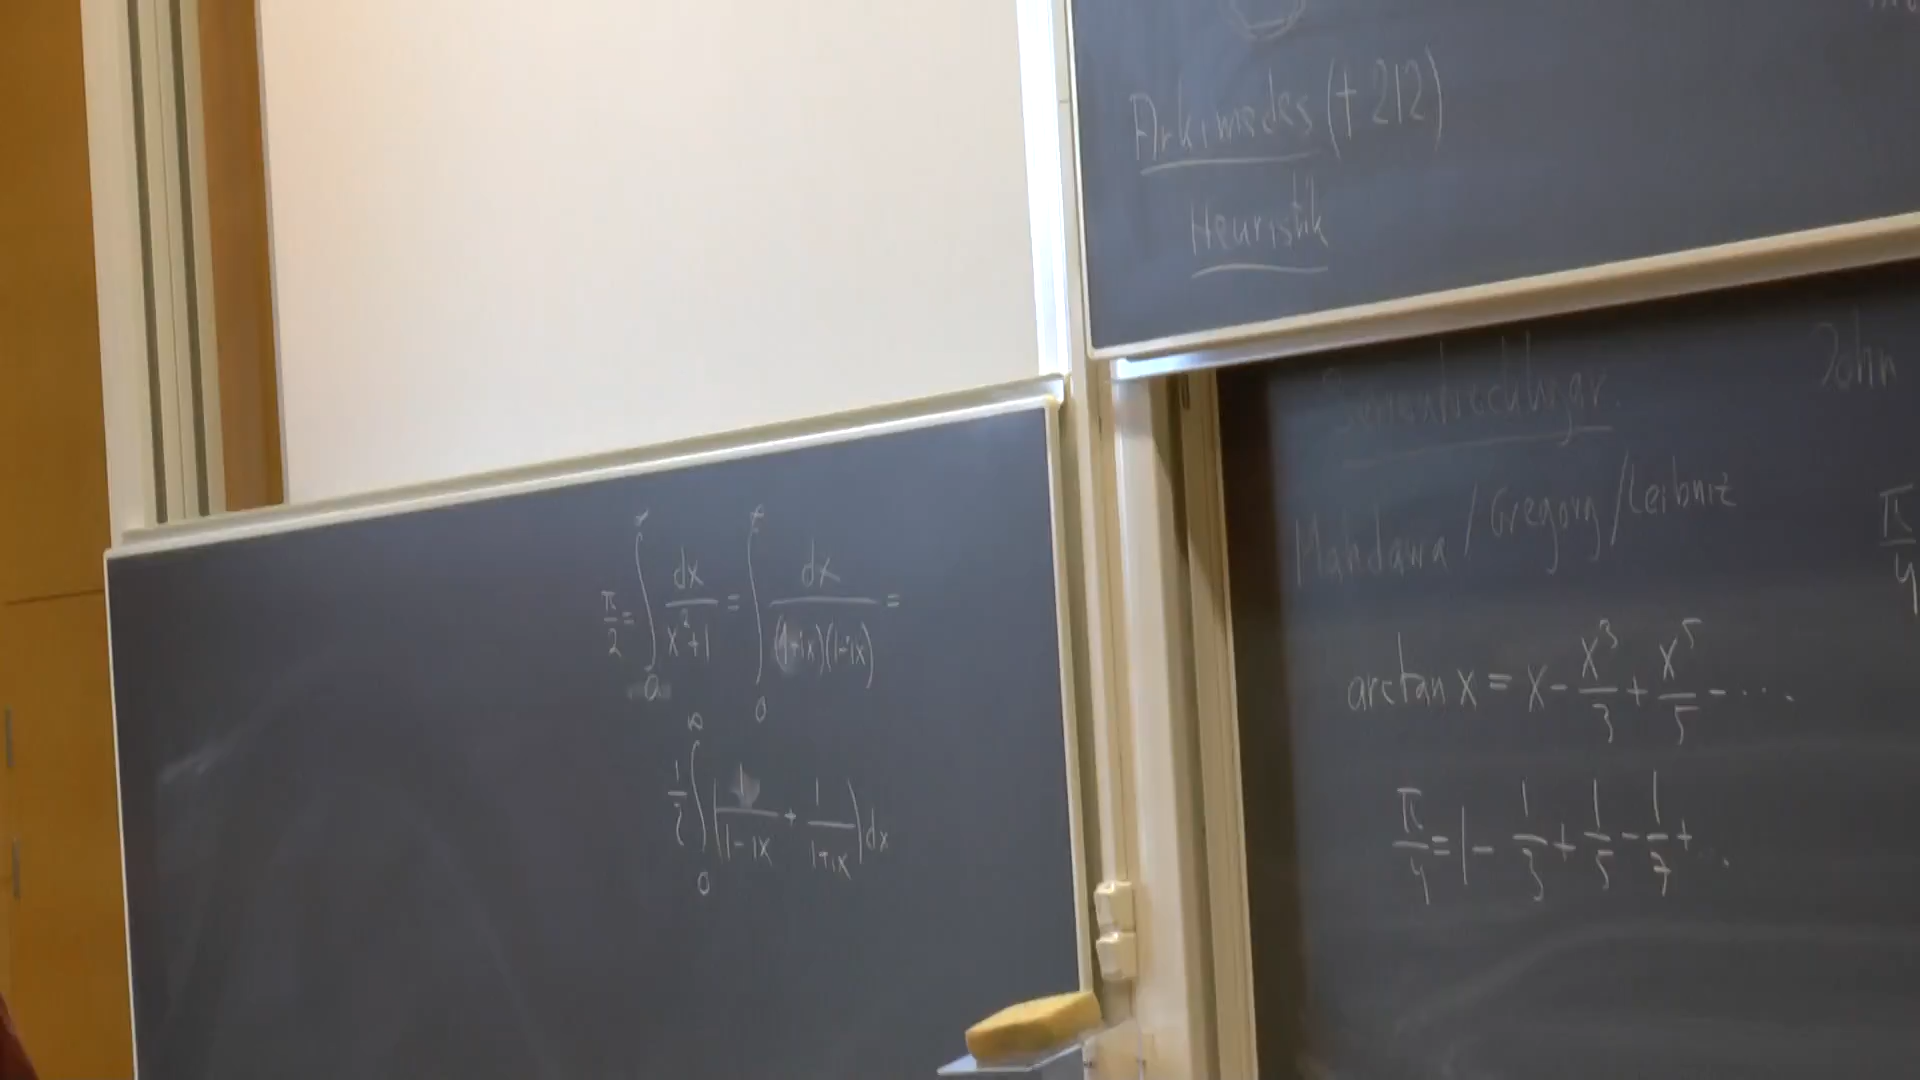 Arkimedes (†212)
Heuristik
John
Mahdawa/Gregory/Leibniz
π/4
arctan x = x - x³/3 + x⁵/5 - ....
π/4 = 1 - 1/3 + 1/5 - 1/7 + ..
π/2 = ∫₀^∞ dx/(x²+1) = ∫₀ dx/((1+ix)(1-ix)) =
1/2 ∫₀^∞ (1/(1-ix) + 1/(1+ix)) dx